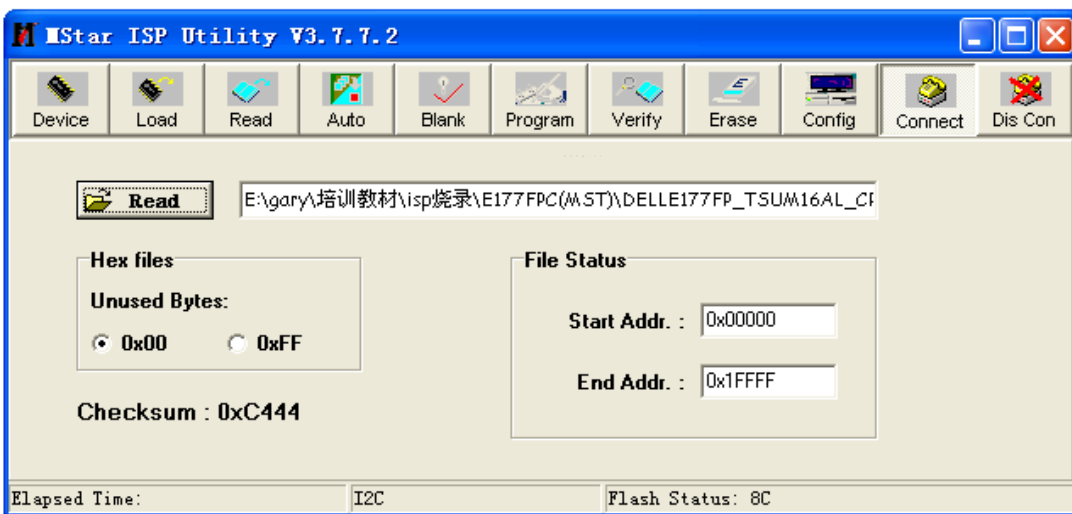 MStar ISP Utility V3.7.7.2
Device Load Read Auto Blank Program Verify Erase Config Connect Dis Con
Read E:\gary\培训教材\isp烧录\E177FPC(MST)\DELLE177FP_TSUM16AL_CF
Hex files
Unused Bytes:
0x00 0xFF
Checksum : 0xC444
File Status
Start Addr. : 0x00000
End Addr. : 0x1FFFF
Elapsed Time: I2C Flash Status: 8C